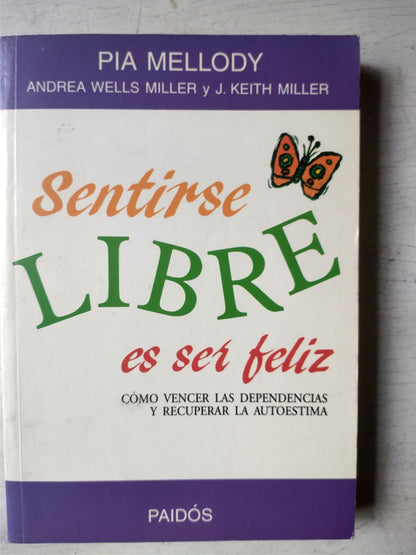 PIA MELLODY
ANDREA WELLS MILLER y J. KEITH MILLER
Sentirse
LIBRE
es ser feliz
CÓMO VENCER LAS DEPENDENCIAS
Y RECUPERAR LA AUTOESTIMA
PAIDÓS